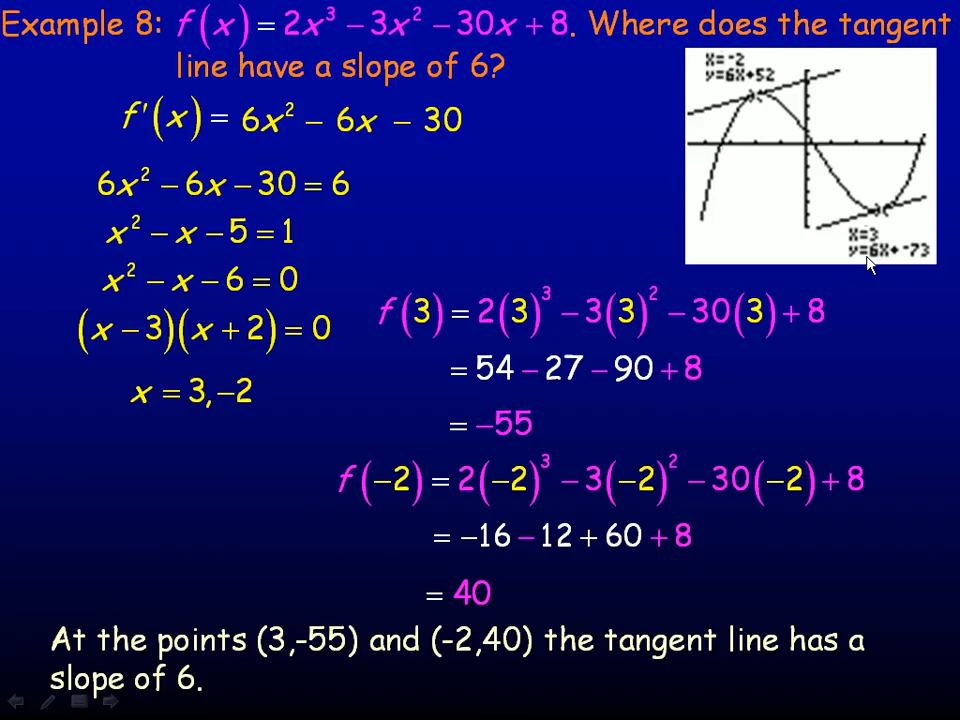 Example 8: f(x) = 2x³ − 3x² − 30x + 8. Where does the tangent
line have a slope of 6?
f'(x) = 6x² − 6x − 30
6x² − 6x − 30 = 6
x² − x − 5 = 1
x² − x − 6 = 0
(x − 3)(x + 2) = 0
x = 3, −2
X=-2
y=6X+52
X=3
y=6X+-73
f(3) = 2(3)³ − 3(3)² − 30(3) + 8
= 54 − 27 − 90 + 8
= −55
f(−2) = 2(−2)³ − 3(−2)² − 30(−2) + 8
= −16 − 12 + 60 + 8
= 40
At the points (3,-55) and (-2,40) the tangent line has a
slope of 6.